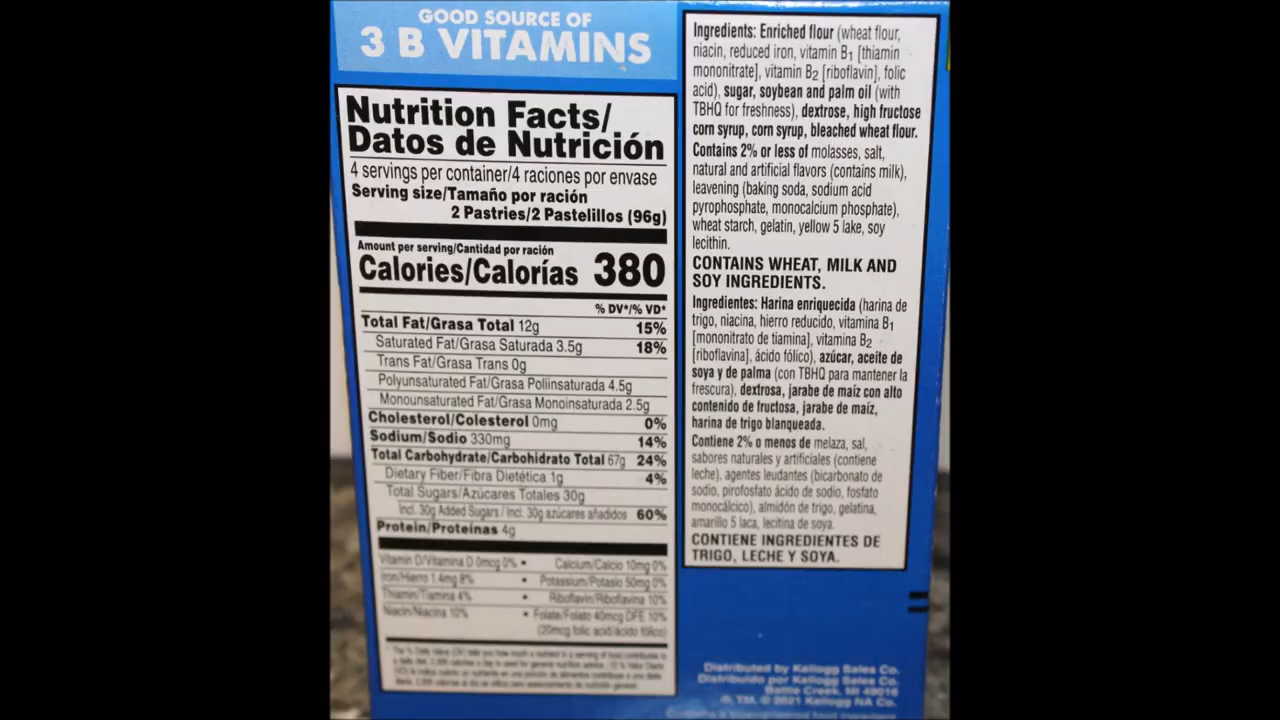 GOOD SOURCE OF
3 B VITAMINS
Nutrition Facts/
Datos de Nutrición
4 servings per container/4 raciones por envase
Serving size/Tamaño por ración
2 Pastries/2 Pastelillos (96g)
Amount per serving/Cantidad por ración
Calories/Calorías 380
% DV*/% VD*
Total Fat/Grasa Total 12g 15%
Saturated Fat/Grasa Saturada 3.5g 18%
Trans Fat/Grasa Trans 0g
Polyunsaturated Fat/Grasa Poliinsaturada 4.5g
Monounsaturated Fat/Grasa Monoinsaturada 2.5g
Cholesterol/Colesterol 0mg 0%
Sodium/Sodio 330mg 14%
Total Carbohydrate/Carbohidrato Total 67g 24%
Dietary Fiber/Fibra Dietética 1g 4%
Total Sugars/Azúcares Totales 30g
Incl. 30g Added Sugars / Incl. 30g azúcares añadidos 60%
Protein/Proteínas 4g
Vitamin D/Vitamina D 0mcg 0% • Calcium/Calcio 10mg 0%
Iron/Hierro 1.4mg 8% • Potassium/Potasio 50mg 0%
Thiamin/Tiamina 4% • Riboflavin/Riboflavina 10%
Niacin/Niacina 10% • Folate/Folato 40mcg DFE 10%
(20mcg folic acid/ácido fólico)
Ingredients: Enriched flour (wheat flour,
niacin, reduced iron, vitamin B1 [thiamin
mononitrate], vitamin B2 [riboflavin], folic
acid), sugar, soybean and palm oil (with
TBHQ for freshness), dextrose, high fructose
corn syrup, corn syrup, bleached wheat flour.
Contains 2% or less of molasses, salt,
natural and artificial flavors (contains milk),
leavening (baking soda, sodium acid
pyrophosphate, monocalcium phosphate),
wheat starch, gelatin, yellow 5 lake, soy
lecithin.
CONTAINS WHEAT, MILK AND
SOY INGREDIENTS.
Ingredientes: Harina enriquecida (harina de
trigo, niacina, hierro reducido, vitamina B1
[mononitrato de tiamina], vitamina B2
[riboflavina], ácido fólico), azúcar, aceite de
soya y de palma (con TBHQ para mantener la
frescura), dextrosa, jarabe de maíz con alto
contenido de fructosa, jarabe de maíz,
harina de trigo blanqueada.
Contiene 2% o menos de melaza, sal,
sabores naturales y artificiales (contiene
leche), agentes leudantes (bicarbonato de
sodio, pirofosfato ácido de sodio, fosfato
monocálcico), almidón de trigo, gelatina,
amarillo 5 laca, lecitina de soya.
CONTIENE INGREDIENTES DE
TRIGO, LECHE Y SOYA.
Distributed by Kellogg Sales Co.
Distribuido por Kellogg Sales Co.
Battle Creek, MI 49016
®, TM, © 2021 Kellogg NA Co.